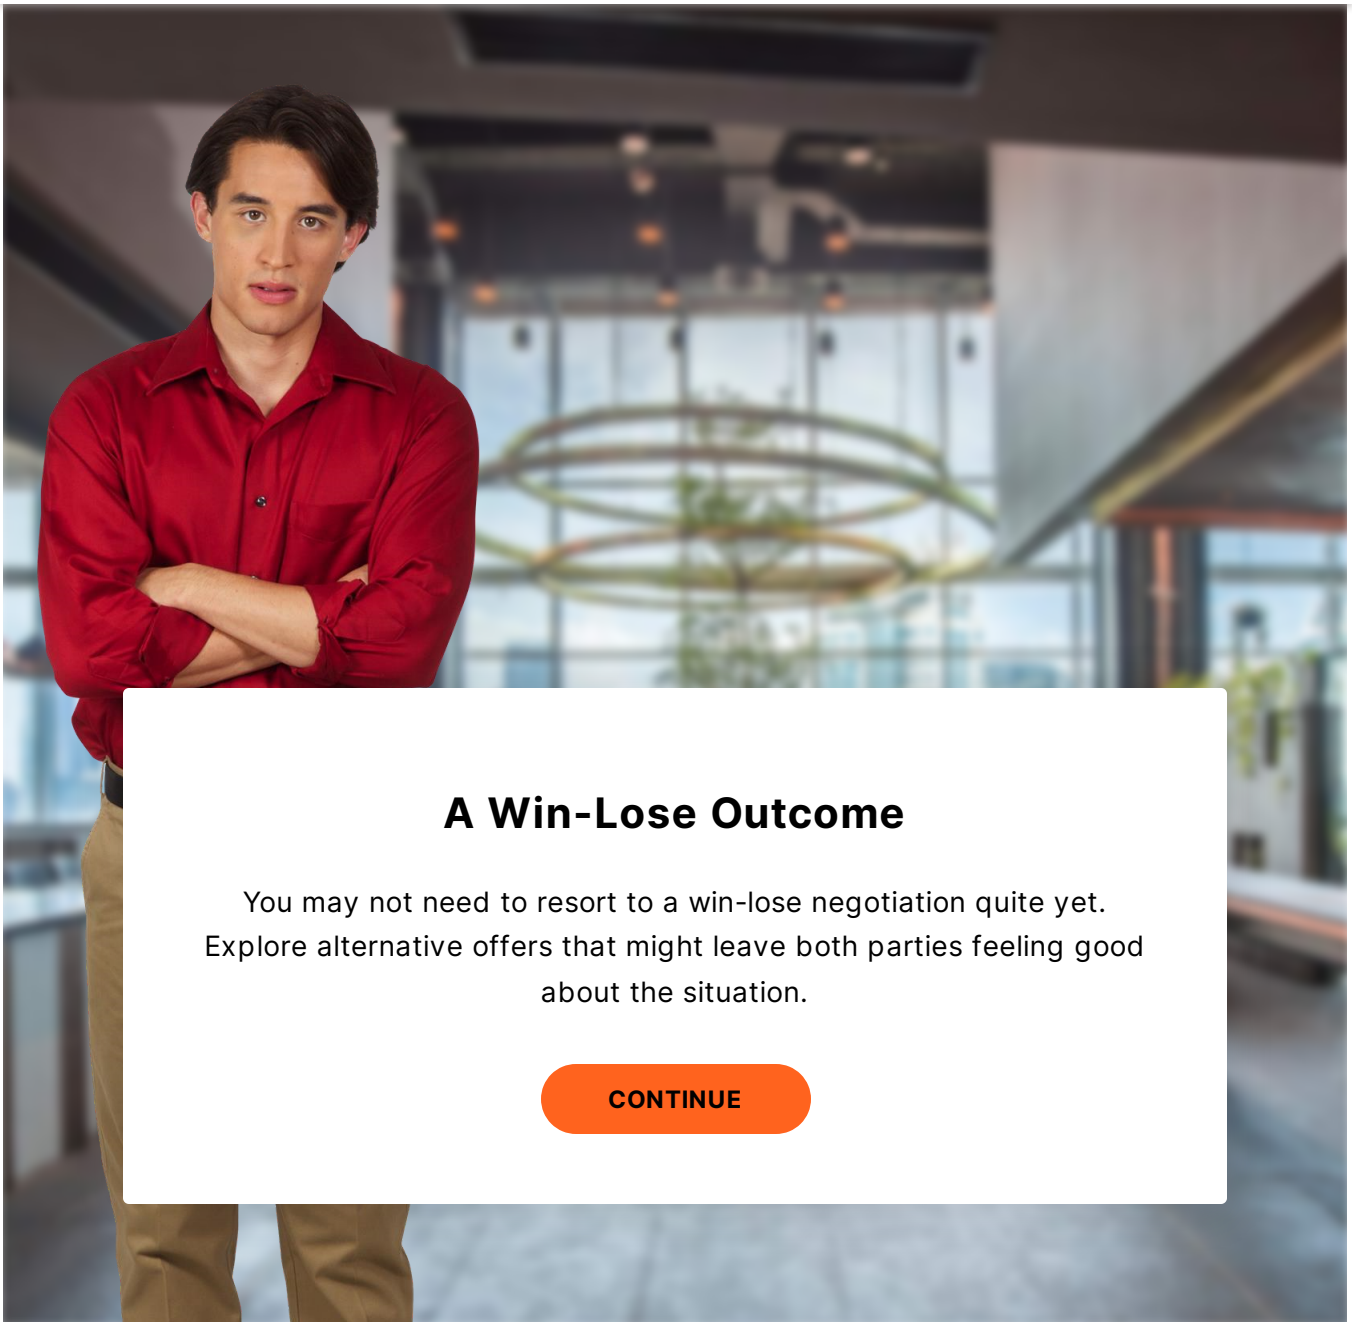 A Win-Lose Outcome
You may not need to resort to a win-lose negotiation quite yet.
Explore alternative offers that might leave both parties feeling good
about the situation.
CONTINUE